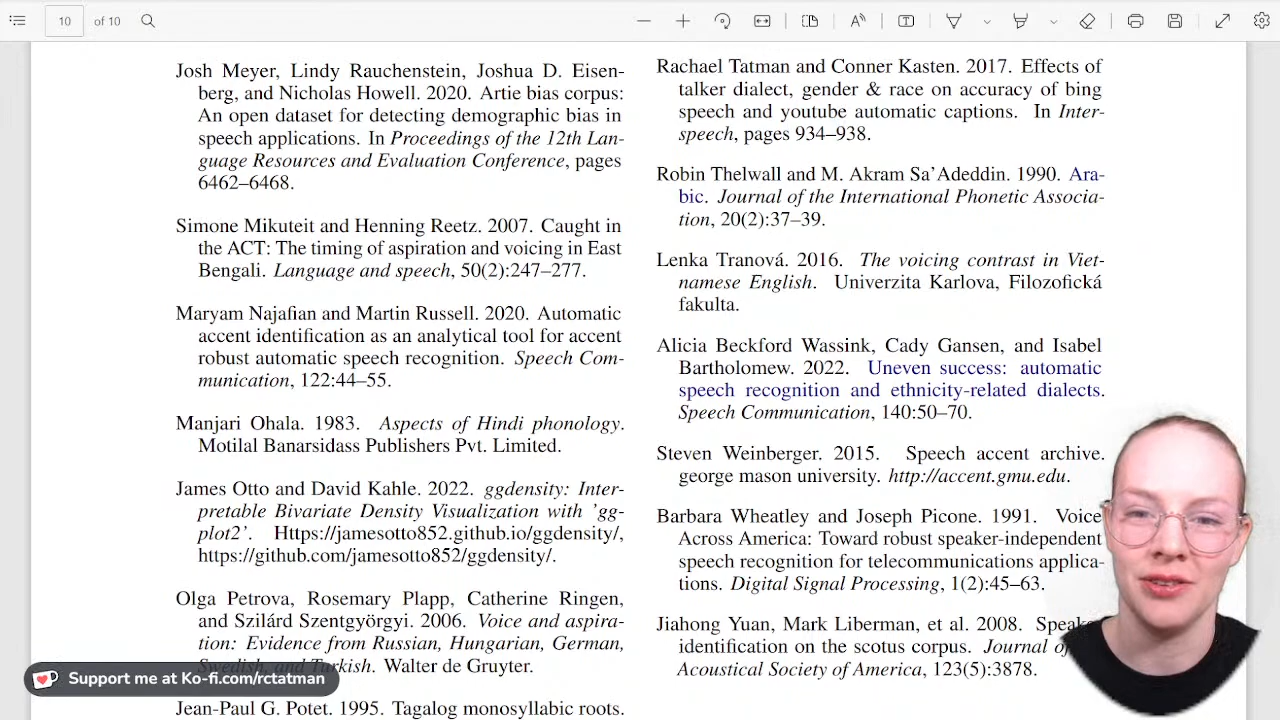 10 of 10
Josh Meyer, Lindy Rauchenstein, Joshua D. Eisen-
berg, and Nicholas Howell. 2020. Artie bias corpus:
An open dataset for detecting demographic bias in
speech applications. In Proceedings of the 12th Lan-
guage Resources and Evaluation Conference, pages
6462–6468.
Simone Mikuteit and Henning Reetz. 2007. Caught in
the ACT: The timing of aspiration and voicing in East
Bengali. Language and speech, 50(2):247–277.
Maryam Najafian and Martin Russell. 2020. Automatic
accent identification as an analytical tool for accent
robust automatic speech recognition. Speech Com-
munication, 122:44–55.
Manjari Ohala. 1983. Aspects of Hindi phonology.
Motilal Banarsidass Publishers Pvt. Limited.
James Otto and David Kahle. 2022. ggdensity: Inter-
pretable Bivariate Density Visualization with 'gg-
plot2'. Https://jamesotto852.github.io/ggdensity/,
https://github.com/jamesotto852/ggdensity/.
Olga Petrova, Rosemary Plapp, Catherine Ringen,
and Szilárd Szentgyörgyi. 2006. Voice and aspira-
tion: Evidence from Russian, Hungarian, German,
Swedish, and Turkish. Walter de Gruyter.
Jean-Paul G. Potet. 1995. Tagalog monosyllabic roots.
Rachael Tatman and Conner Kasten. 2017. Effects of
talker dialect, gender & race on accuracy of bing
speech and youtube automatic captions. In Inter-
speech, pages 934–938.
Robin Thelwall and M. Akram Sa'Adeddin. 1990. Ara-
bic. Journal of the International Phonetic Associa-
tion, 20(2):37–39.
Lenka Tranová. 2016. The voicing contrast in Viet-
namese English. Univerzita Karlova, Filozofická
fakulta.
Alicia Beckford Wassink, Cady Gansen, and Isabel
Bartholomew. 2022. Uneven success: automatic
speech recognition and ethnicity-related dialects.
Speech Communication, 140:50–70.
Steven Weinberger. 2015. Speech accent archive.
george mason university. http://accent.gmu.edu.
Barbara Wheatley and Joseph Picone. 1991. Voice
Across America: Toward robust speaker-independent
speech recognition for telecommunications applica-
tions. Digital Signal Processing, 1(2):45–63.
Jiahong Yuan, Mark Liberman, et al. 2008.
identification on the scotus corpus. Journal of
Acoustical Society of America, 123(5):3878.
Support me at Ko-fi.com/rctatman